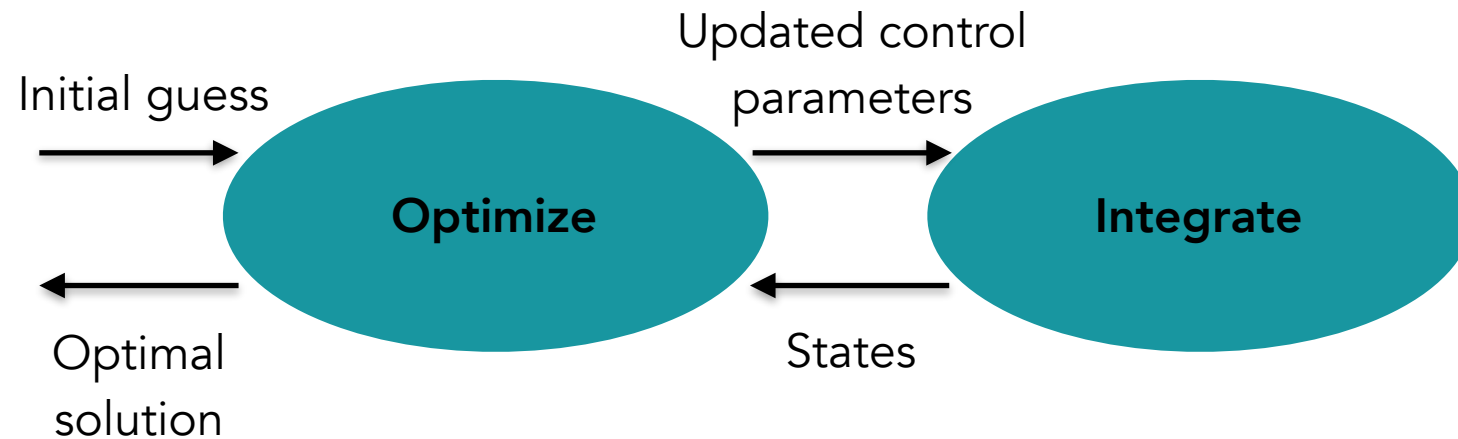 Initial guess
Optimize
Optimal
solution
Updated control
parameters
States
Integrate